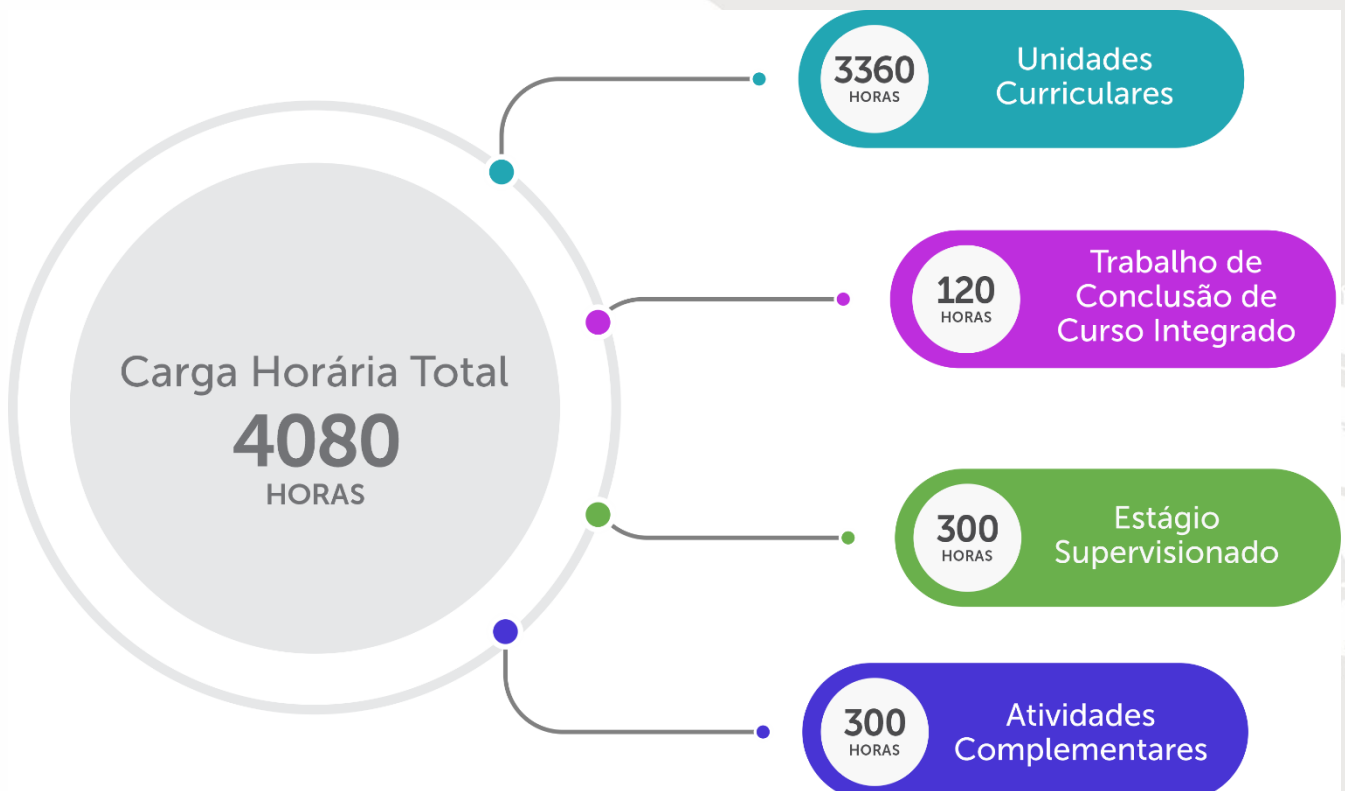 Carga Horária Total
4080
HORAS
3360
HORAS
Unidades
Curriculares
120
HORAS
Trabalho de
Conclusão de
Curso Integrado
300
HORAS
Estágio
Supervisionado
300
HORAS
Atividades
Complementares